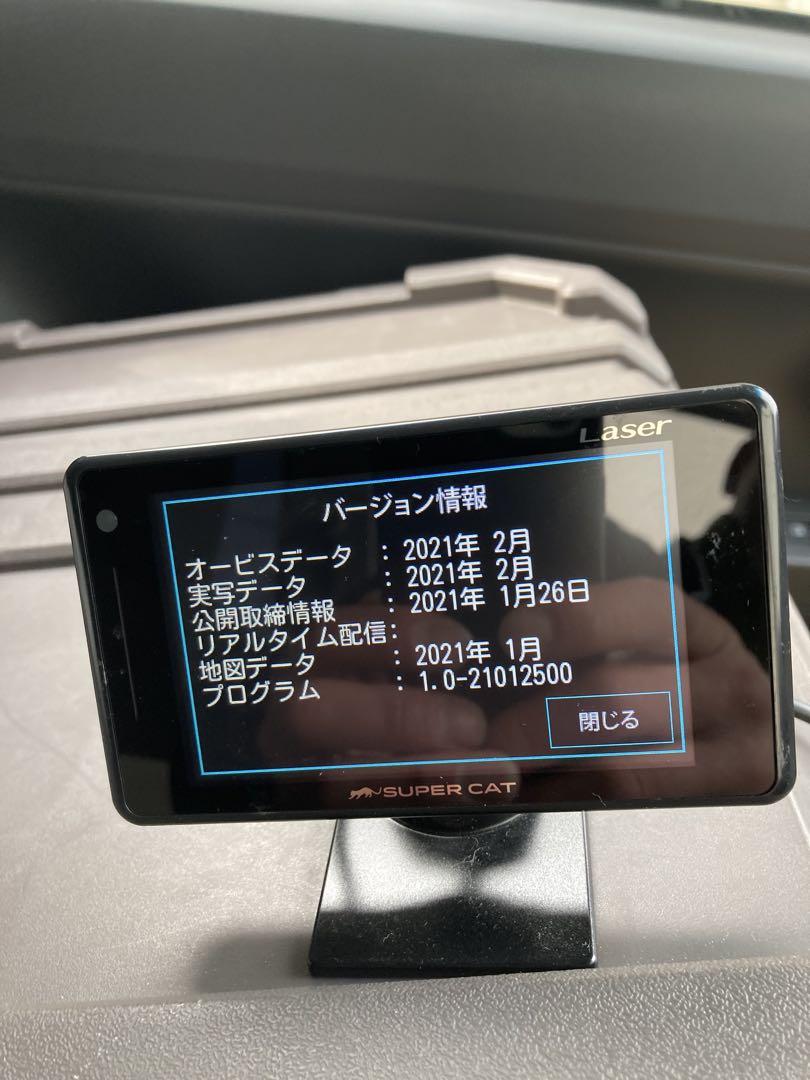 Laser
バージョン情報
オービスデータ : 2021年 2月
実写データ : 2021年 2月
公開取締情報 : 2021年 1月26日
リアルタイム配信:
地図データ : 2021年 1月
プログラム : 1.0-21012500
閉じる
SUPER CAT